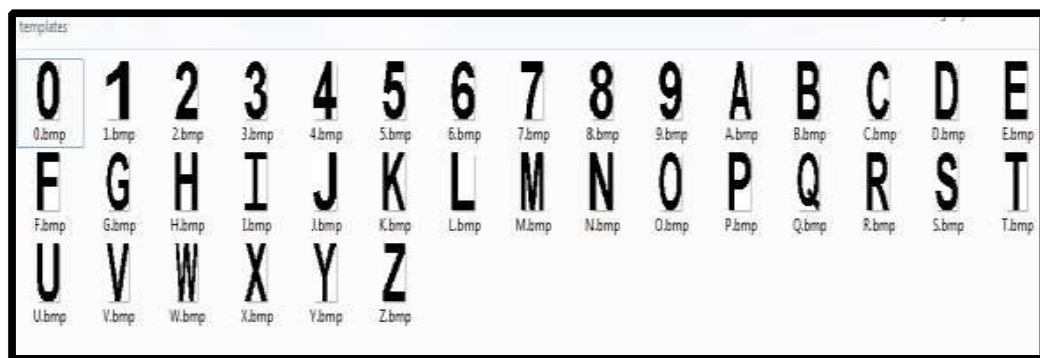 templates
0 1 2 3 4 5 6 7 8 9 A B C D E
0.bmp 1.bmp 2.bmp 3.bmp 4.bmp 5.bmp 6.bmp 7.bmp 8.bmp 9.bmp A.bmp B.bmp C.bmp D.bmp E.bmp
F G H I J K L M N O P Q R S T
F.bmp G.bmp H.bmp I.bmp J.bmp K.bmp L.bmp M.bmp N.bmp O.bmp P.bmp Q.bmp R.bmp S.bmp T.bmp
U V W X Y Z
U.bmp V.bmp W.bmp X.bmp Y.bmp Z.bmp